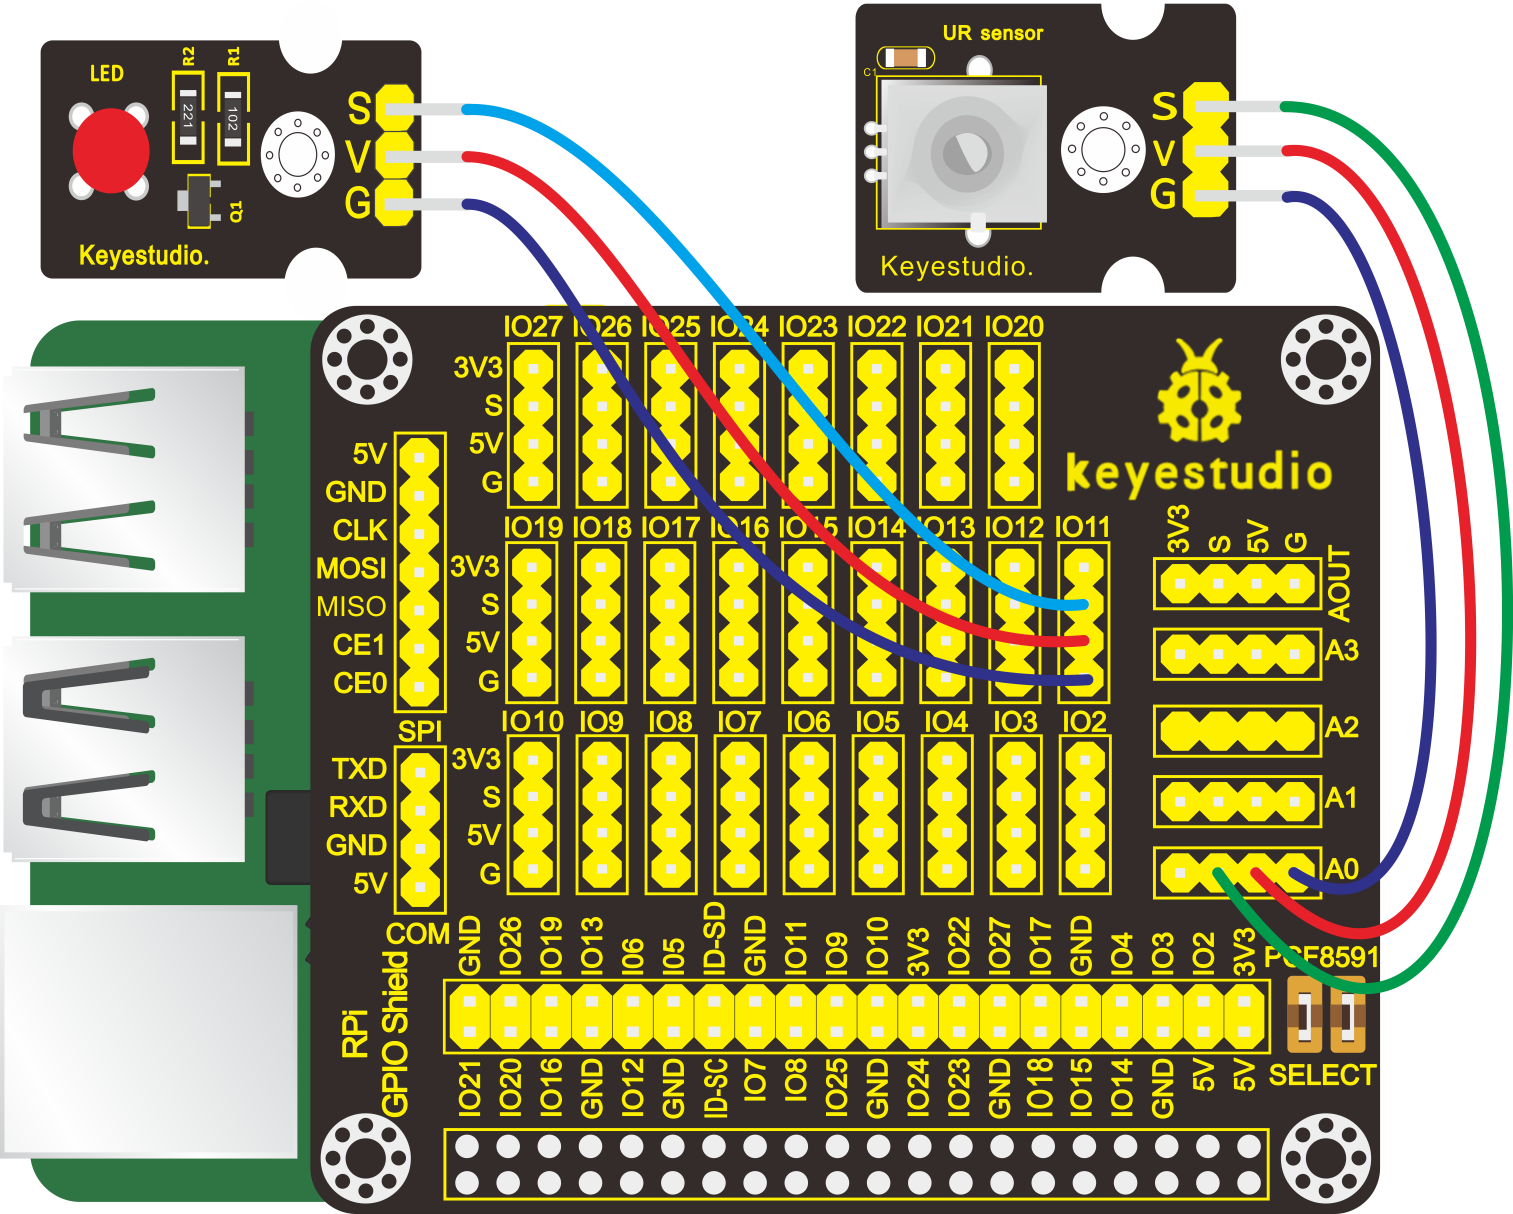 LED
R2
R1
221
102
Q1
S
V
G
Keyestudio.
UR sensor
C1
S
V
G
Keyestudio.
IO27 IO26 IO25 IO24 IO23 IO22 IO21 IO20
3V3
S
5V
G
keyestudio
5V
GND
CLK
MOSI
MISO
CE1
CE0
SPI
IO19 IO18 IO17 IO16 IO15 IO14 IO13 IO12 IO11
3V3
S
5V
G
3V3 S 5V G
AOUT
A3
A2
A1
A0
IO10 IO9 IO8 IO7 IO6 IO5 IO4 IO3 IO2
3V3
S
5V
G
TXD
RXD
GND
5V
COM
RPi
GPIO Shield
GND IO26 IO19 IO13 I06 I05 ID-SD GND IO11 IO9 IO10 3V3 IO22 IO27 IO17 GND IO4 IO3 IO2 3V3
PCF8591
IO21 IO20 IO16 GND IO12 GND ID-SC IO7 IO8 IO25 GND IO24 IO23 GND IO18 IO15 IO14 GND 5V 5V
SELECT